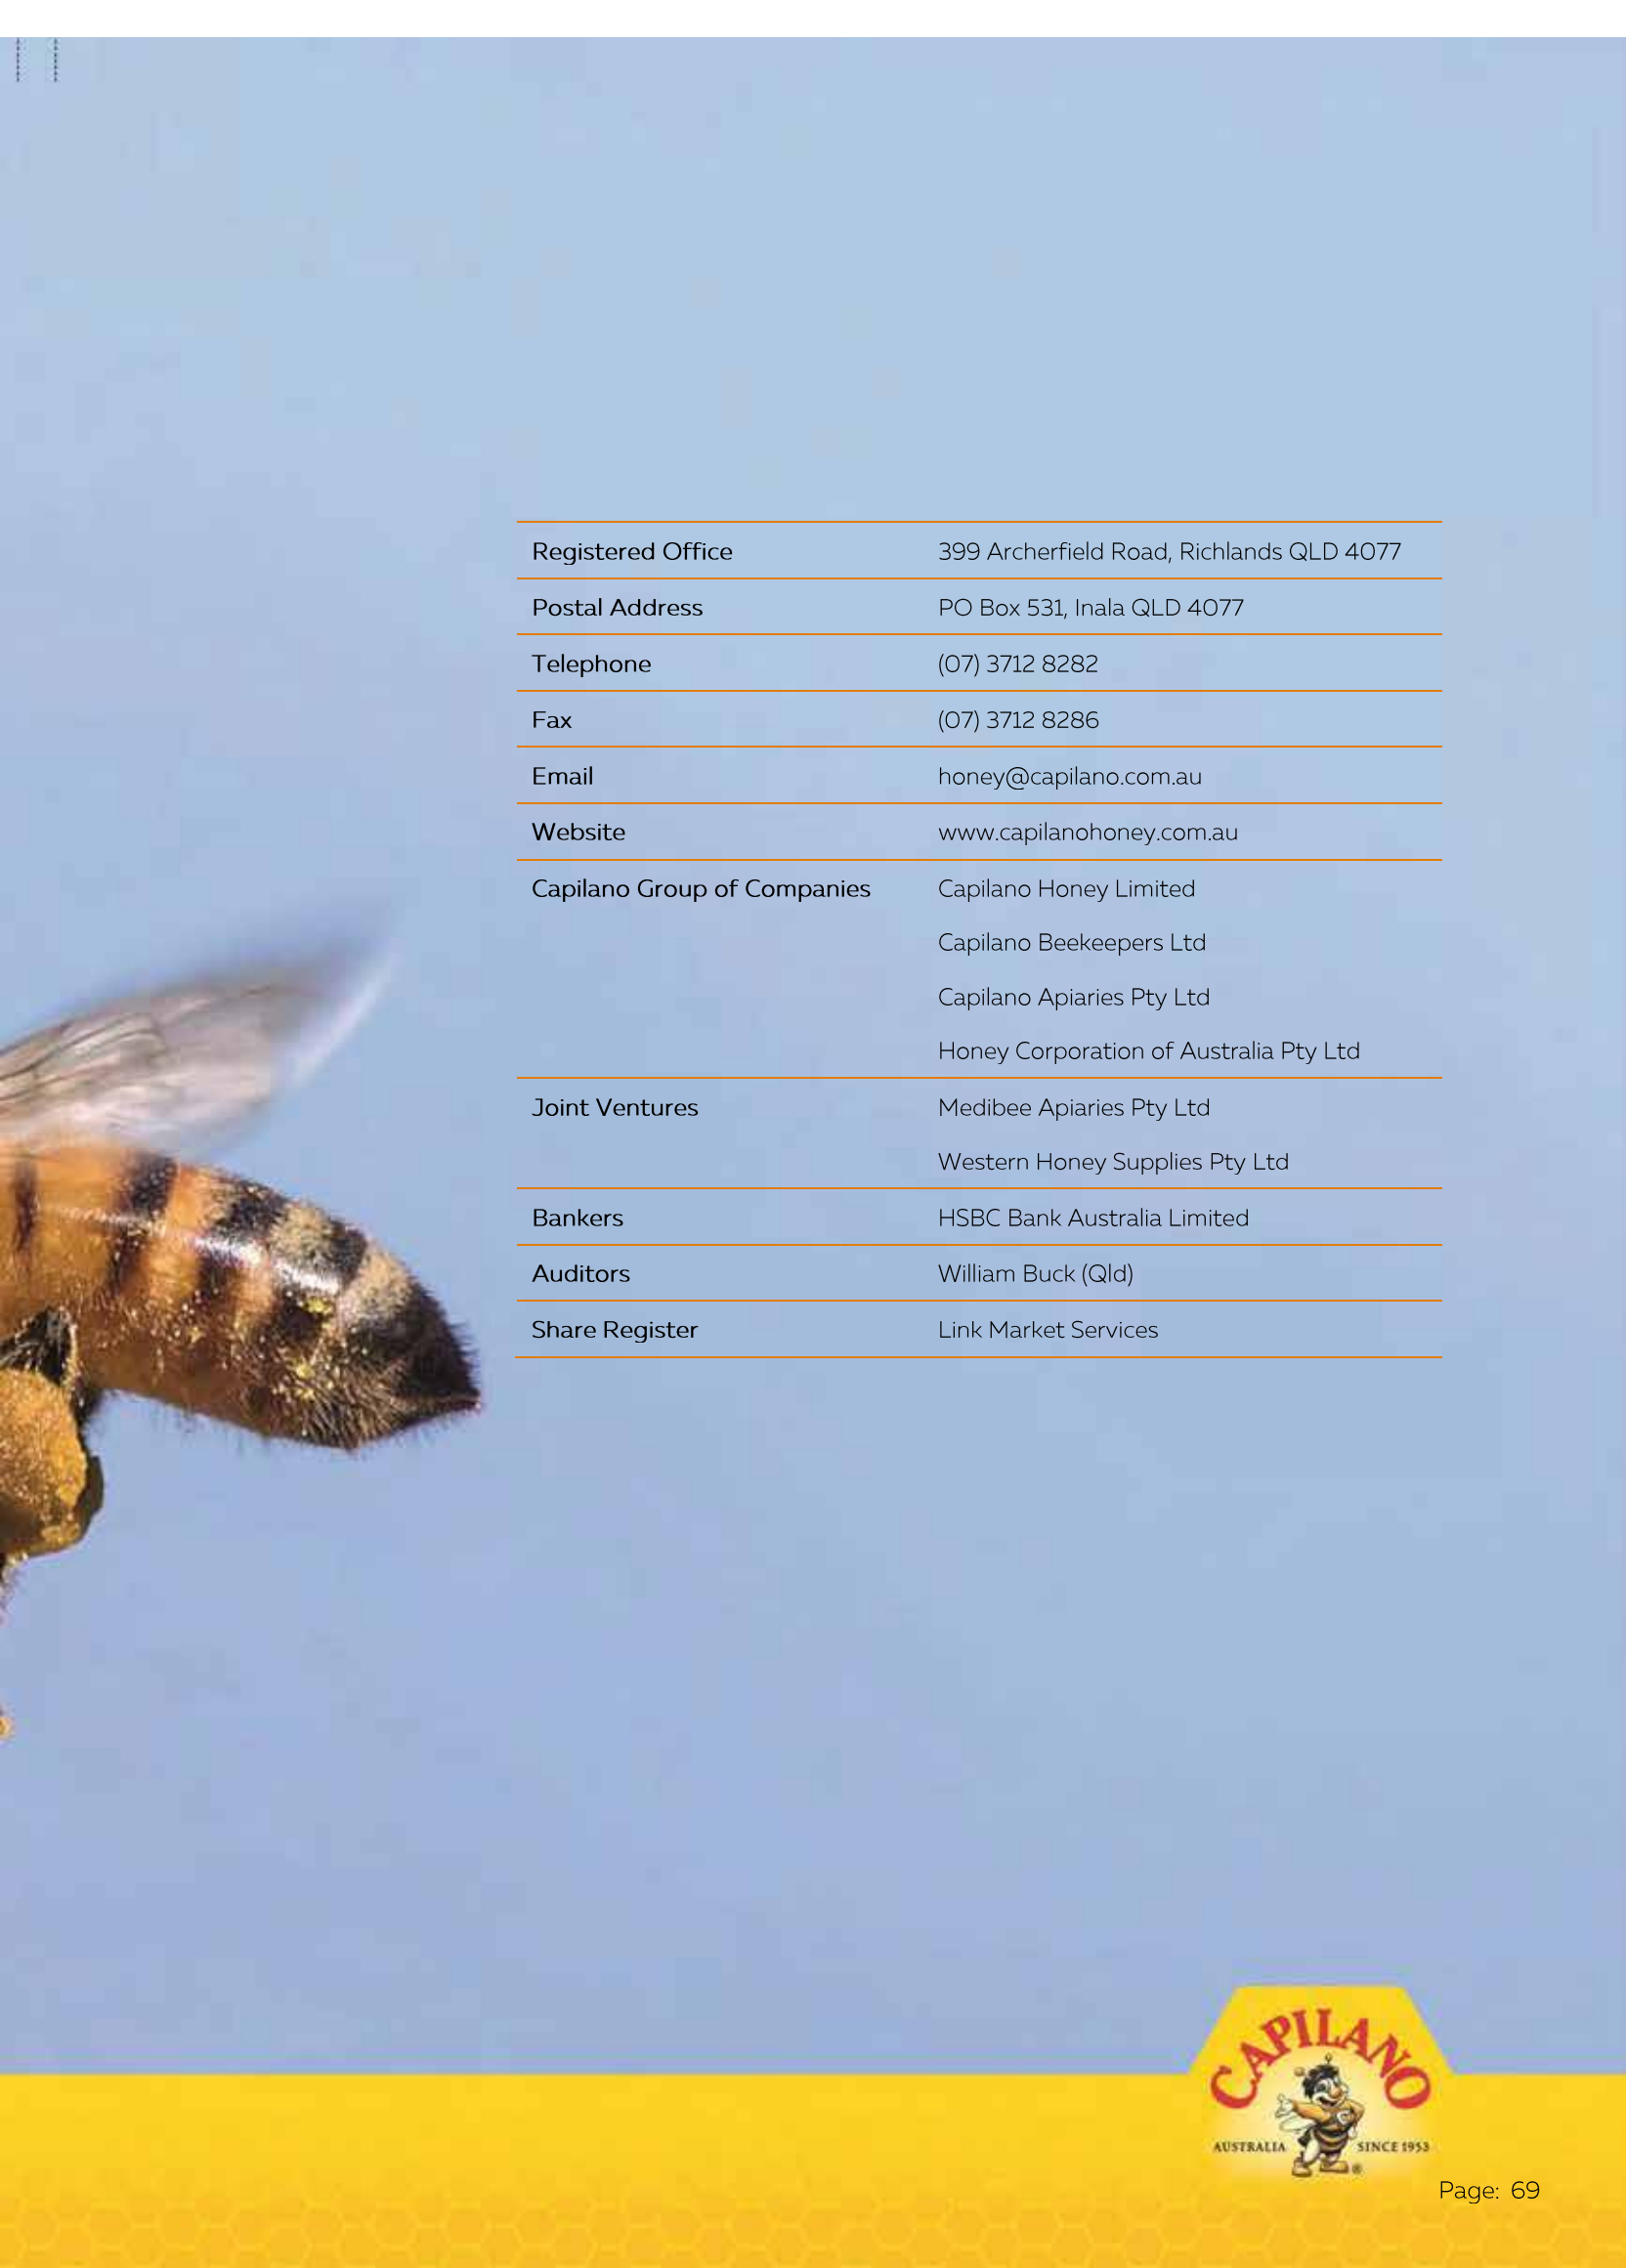 Registered Office 399 Archerfield Road, Richlands QLD 4077
Postal Address PO Box 531, Inala QLD 4077
Telephone (07) 3712 8282
Fax (07) 3712 8286
Email honey@capilano.com.au
Website www.capilanohoney.com.au
Capilano Group of Companies Capilano Honey Limited
Capilano Beekeepers Ltd
Capilano Apiaries Pty Ltd
Honey Corporation of Australia Pty Ltd
Joint Ventures Medibee Apiaries Pty Ltd
Western Honey Supplies Pty Ltd
Bankers HSBC Bank Australia Limited
Auditors William Buck (Qld)
Share Register Link Market Services
CAPILANO
AUSTRALIA SINCE 1953
®
Page: 69